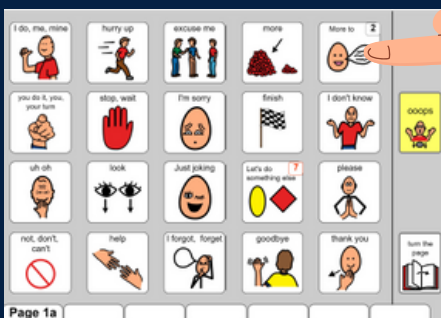 I do, me, mine
hurry up
excuse me
more
More to
2
you do it, you,
your turn
stop, wait
I'm sorry
finish
I don't know
ooops
uh oh
look
Just joking
Let's do
something else
7
please
not, don't,
can't
help
I forgot, forget
goodbye
thank you
turn the
page
Page 1a